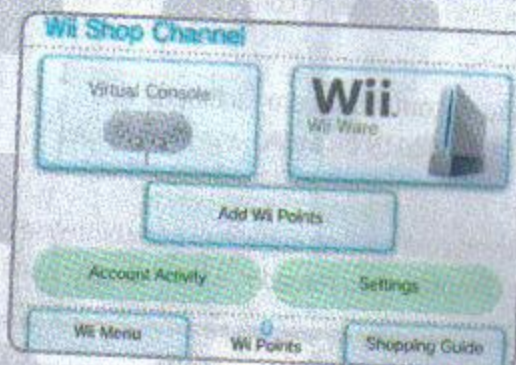 Wii Shop Channel
Virtual Console
Wii
Wii Ware
Add Wii Points
Account Activity
Settings
Wii Menu
0
Wii Points
Shopping Guide